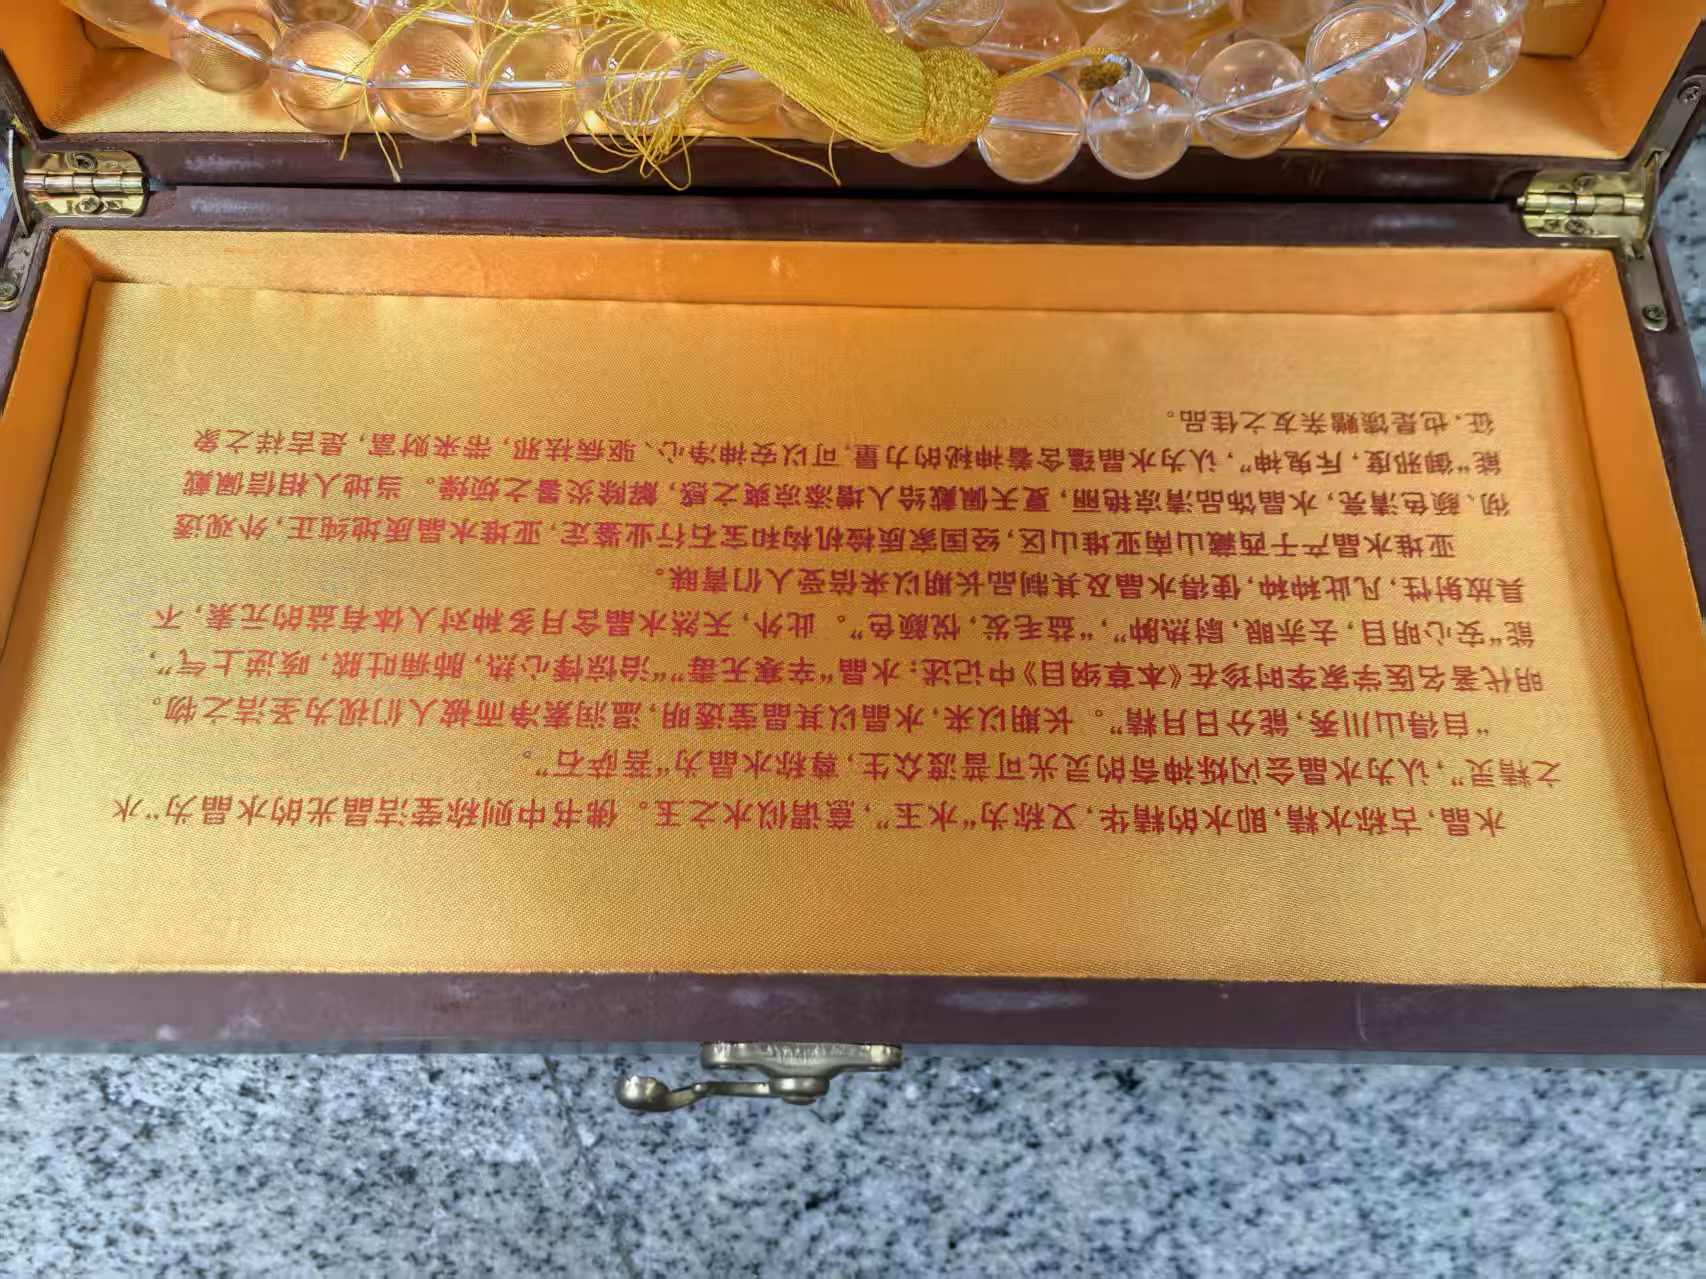 水晶，古称水精，即水的精华，又称为“水玉”，意谓似水之玉。佛书中则称莹洁晶光的水晶为“水
之精灵”，认为水晶会闪烁神奇的灵光可普渡众生，尊称水晶为“菩萨石”。
“自得山川秀，能分日月精”。长期以来，水晶以其晶莹透明，温润素净而被人们视为圣洁之物。
明代著名医学家李时珍在《本草纲目》中记述：水晶“辛寒无毒”“治惊悸心热，肺痈吐脓，咳逆上气”，
能“安心明目，去赤眼，尉热肿”，“益毛发，悦颜色”。此外，天然水晶含月多种对人体有益的元素，不
具放射性，凡此种种，使得水晶及其制品长期以来倍受人们青睐。
亚堆水晶产于西藏山南亚堆山区，经国家质检机构和宝石行业鉴定，亚堆水晶质地纯正，外观透
彻、颜色清亮，水晶饰品清凉艳丽，夏天佩戴给人增添凉爽之感，解除炎暑之烦燥。当地人相信佩戴
能“御邪度，斥鬼神”，认为水晶蕴含着神秘的力量，可以安神净心、驱病祛邪，带来财富，是吉祥之象
征，也是馈赠亲友之佳品。